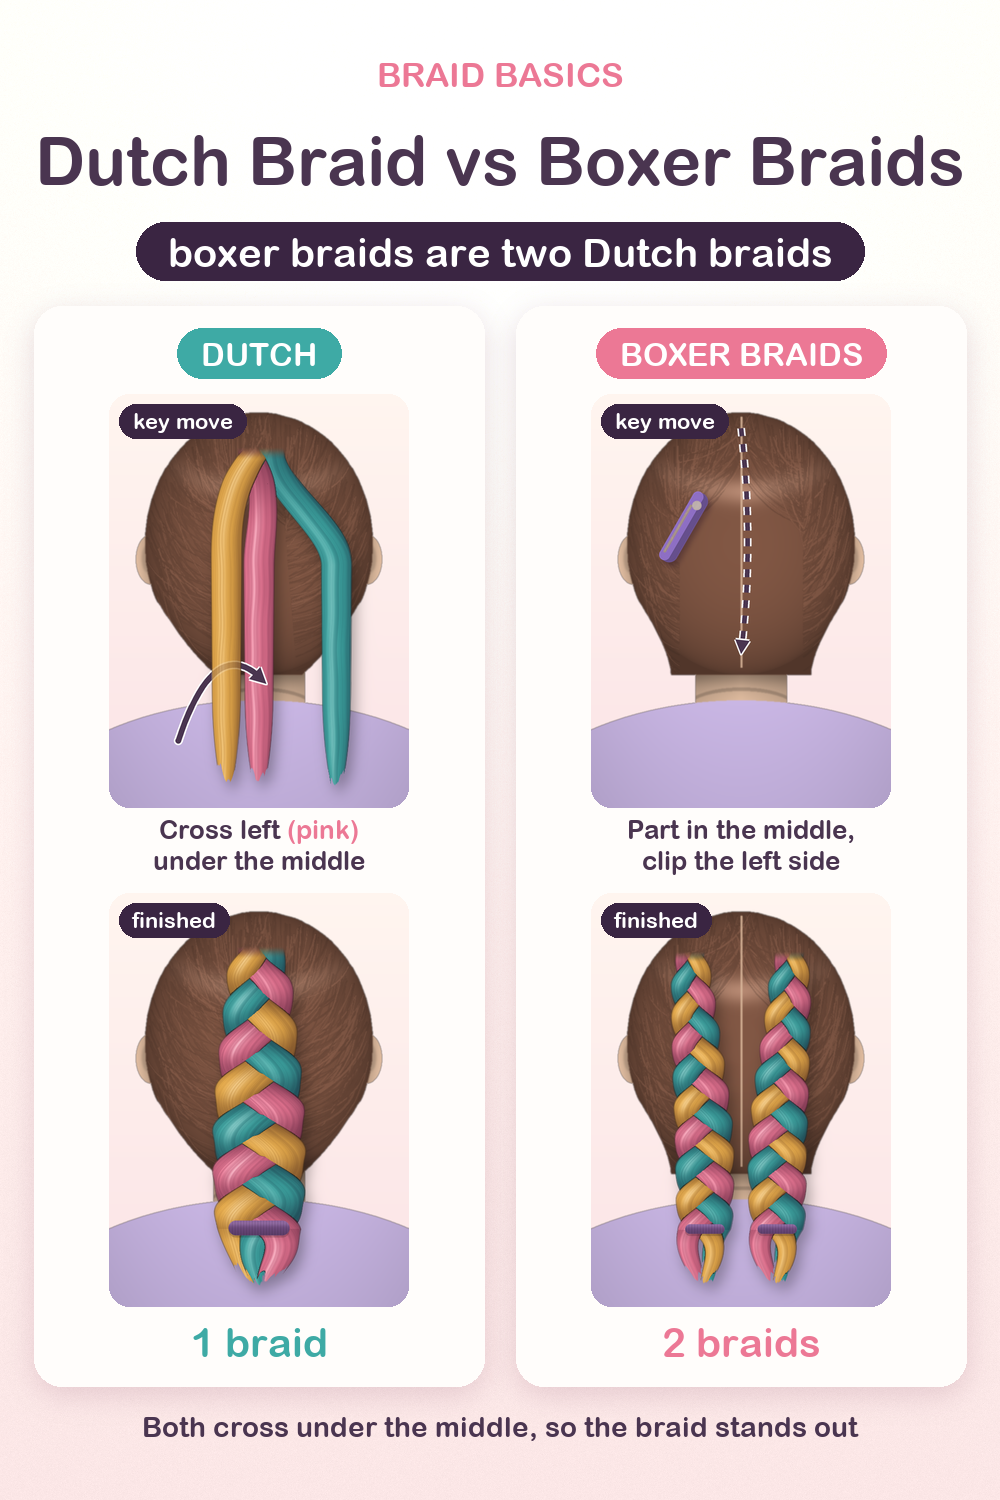 BRAID BASICS
Dutch Braid vs Boxer Braids
boxer braids are two Dutch braids
DUTCH
key move
Cross left (pink)
under the middle
finished
1 braid
BOXER BRAIDS
key move
Part in the middle,
clip the left side
finished
2 braids
Both cross under the middle, so the braid stands out